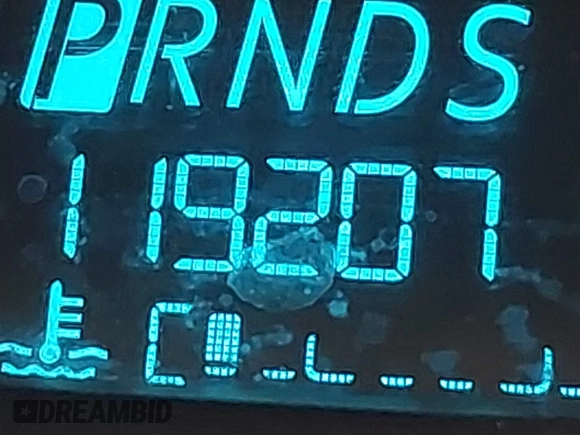 PRNDS
119207
C
DREAMBID